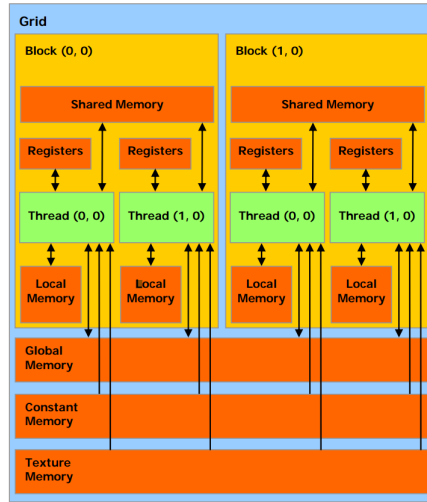 Grid
Block (0, 0)
Block (1, 0)
Shared Memory
Shared Memory
Registers
Registers
Registers
Registers
Thread (0, 0)
Thread (1, 0)
Thread (0, 0)
Thread (1, 0)
Local
Memory
Local
Memory
Local
Memory
Local
Memory
Global
Memory
Constant
Memory
Texture
Memory